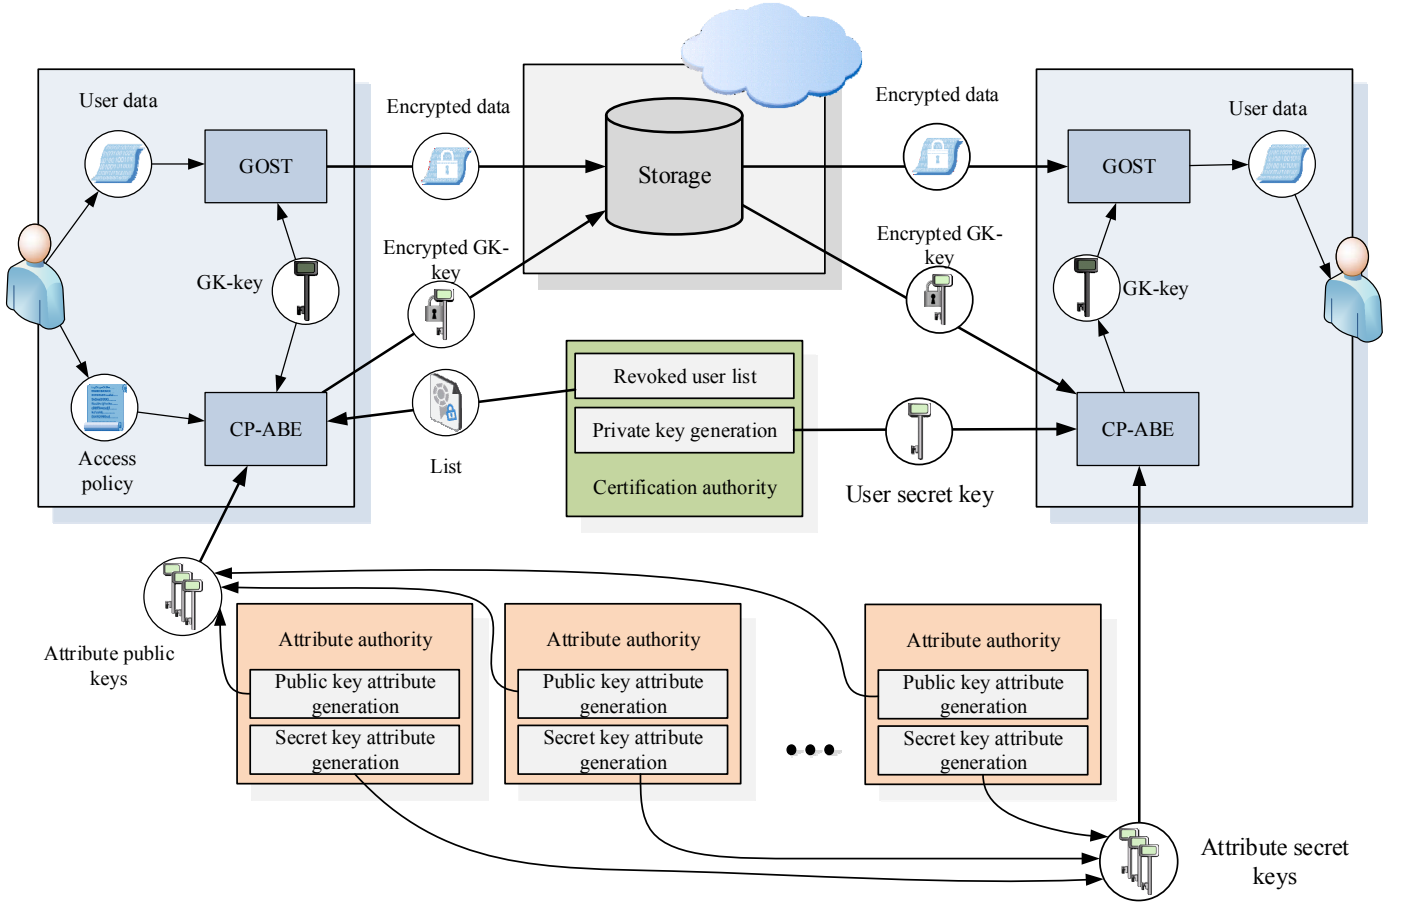 User data
Encrypted data
Encrypted data
User data
GOST
Storage
GOST
Encrypted GK-
key
Encrypted GK-
key
GK-key
GK-key
Revoked user list
Private key generation
Certification authority
CP-ABE
CP-ABE
Access
policy
List
User secret key
Attribute public
keys
Attribute authority
Public key attribute
generation
Secret key attribute
generation
Attribute authority
Public key attribute
generation
Secret key attribute
generation
Attribute authority
Public key attribute
generation
Secret key attribute
generation
Attribute secret
keys